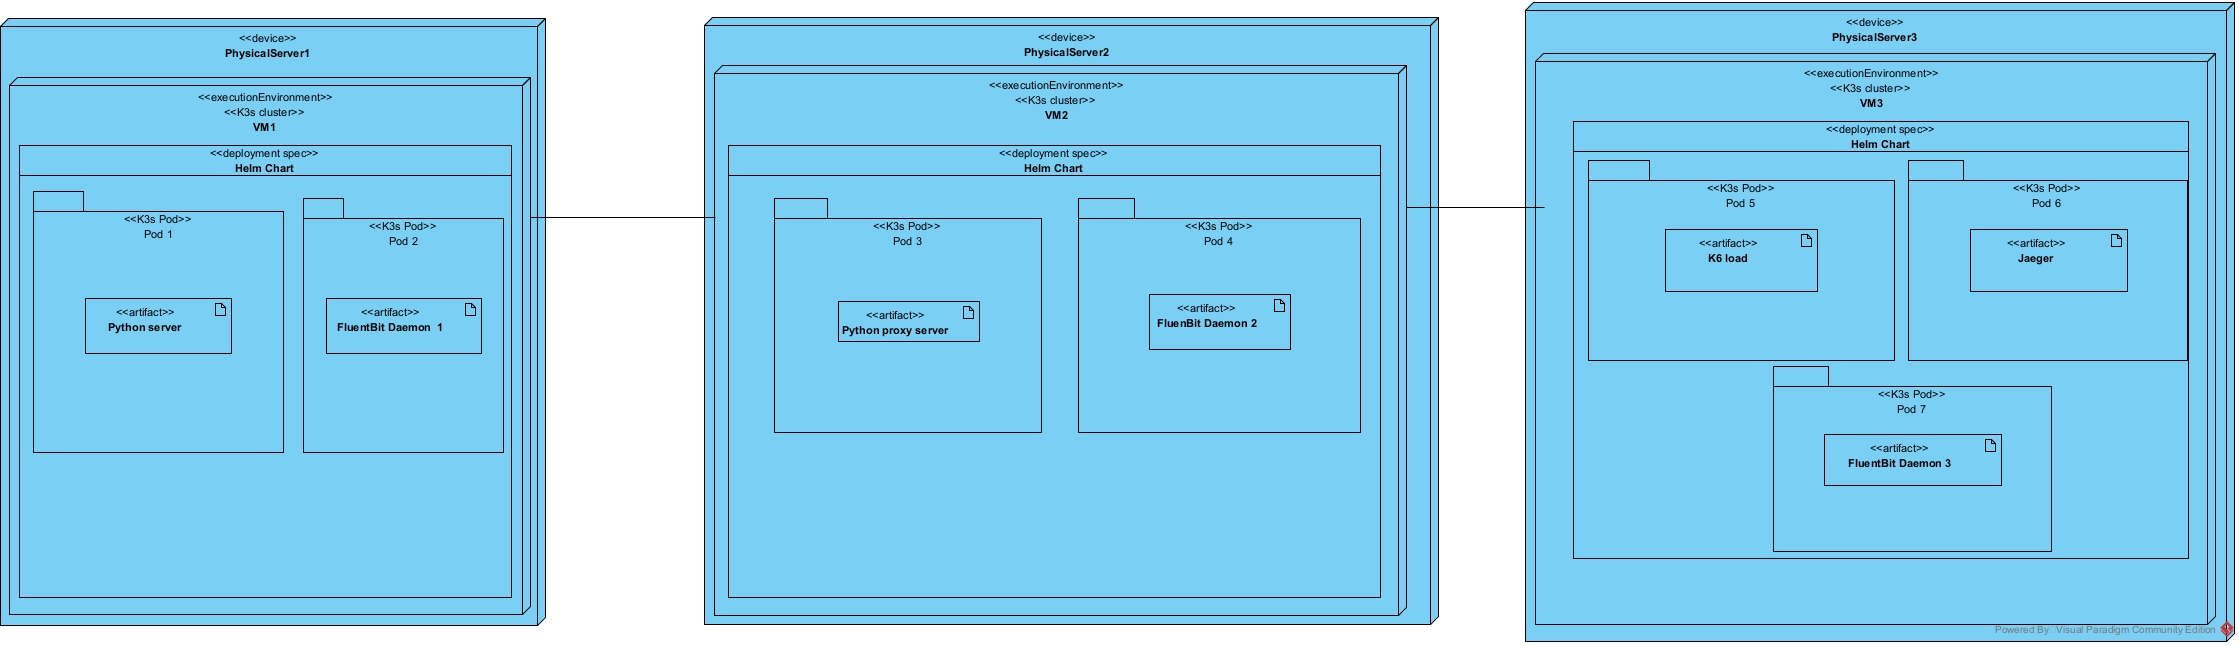 <<device>>
PhysicalServer1
<<executionEnvironment>>
<<K3s cluster>>
VM1
<<deployment spec>>
Helm Chart
<<K3s Pod>>
Pod 1
<<artifact>>
Python server
<<K3s Pod>>
Pod 2
<<artifact>>
FluentBit Daemon  1
<<device>>
PhysicalServer2
<<executionEnvironment>>
<<K3s cluster>>
VM2
<<deployment spec>>
Helm Chart
<<K3s Pod>>
Pod 3
<<artifact>>
Python proxy server
<<K3s Pod>>
Pod 4
<<artifact>>
FluenBit Daemon 2
<<device>>
PhysicalServer3
<<executionEnvironment>>
<<K3s cluster>>
VM3
<<deployment spec>>
Helm Chart
<<K3s Pod>>
Pod 5
<<artifact>>
K6 load
<<K3s Pod>>
Pod 6
<<artifact>>
Jaeger
<<K3s Pod>>
Pod 7
<<artifact>>
FluentBit Daemon 3
Powered By Visual Paradigm Community Edition